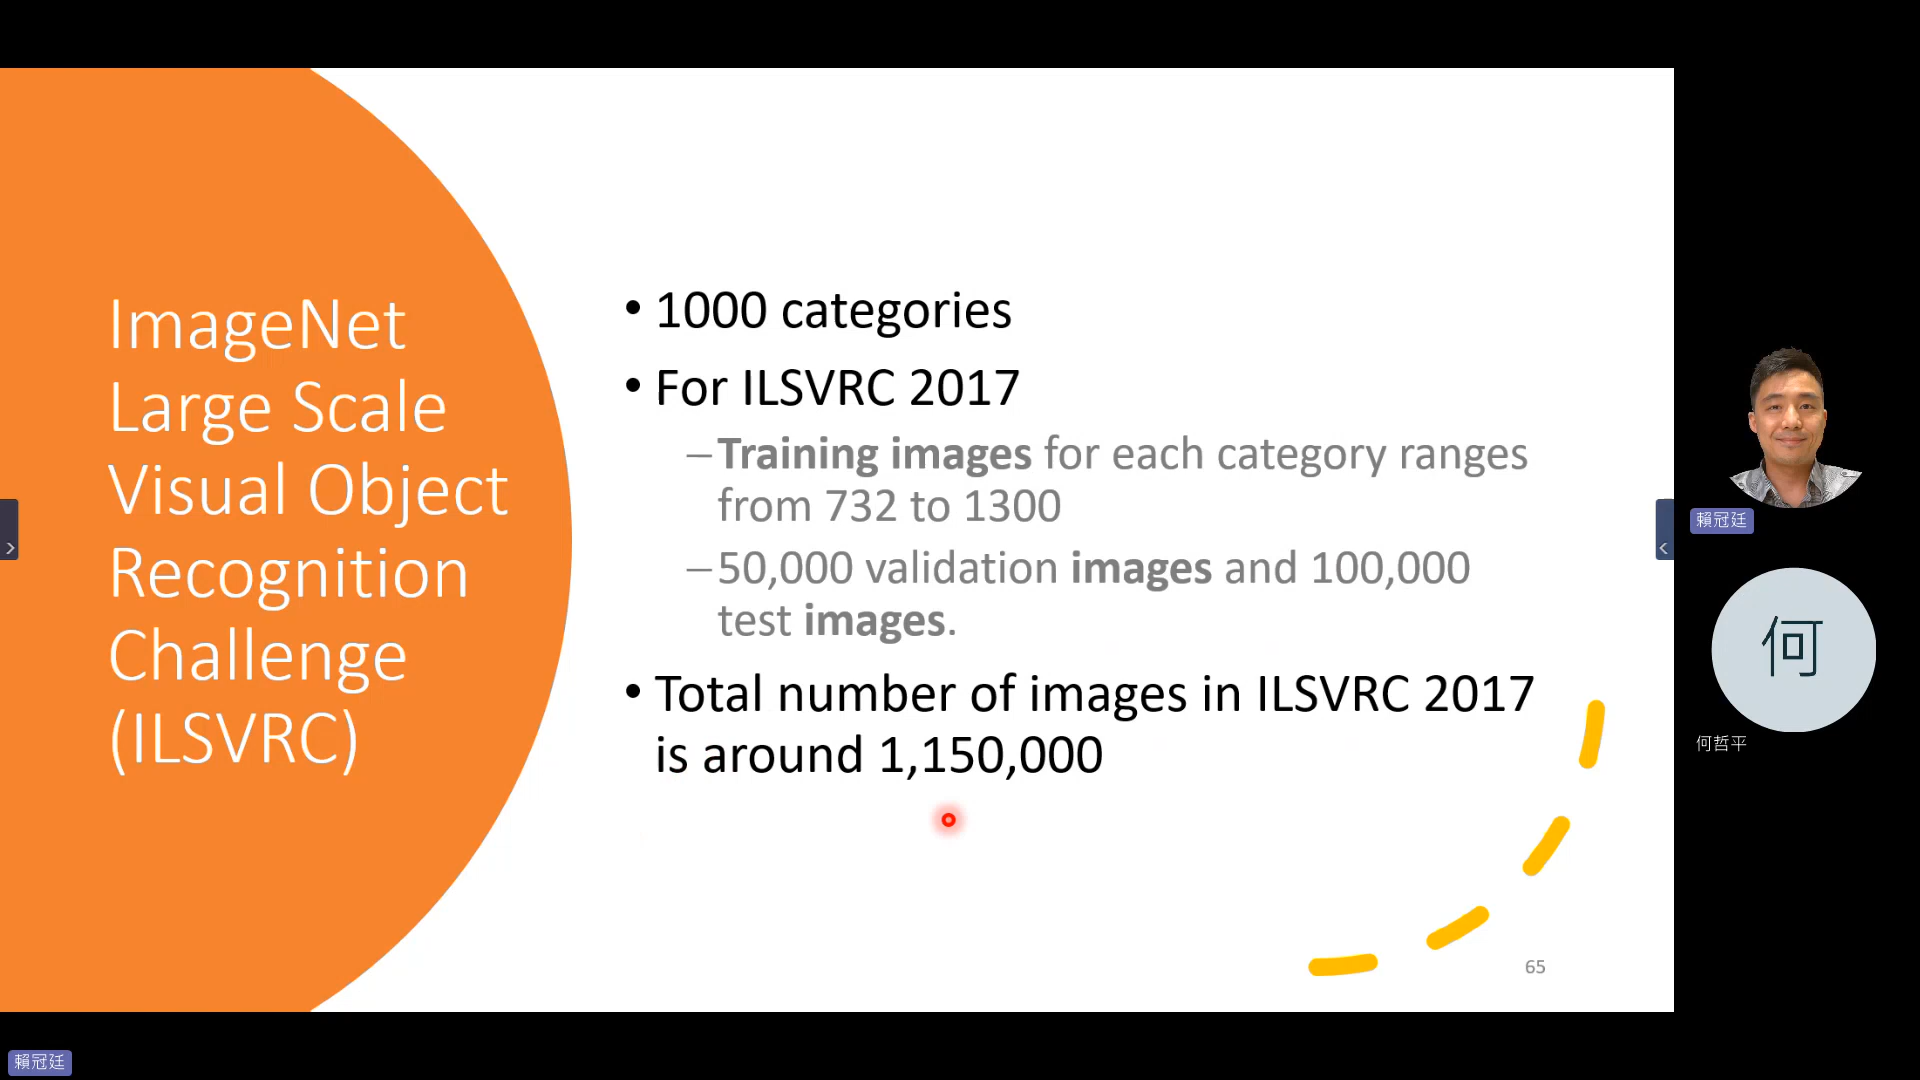 ImageNet
Large Scale
Visual Object
Recognition
Challenge
(ILSVRC)
• 1000 categories
• For ILSVRC 2017
–Training images for each category ranges
from 732 to 1300
–50,000 validation images and 100,000
test images.
• Total number of images in ILSVRC 2017
is around 1,150,000
65
賴冠廷
何
何哲平
賴冠廷